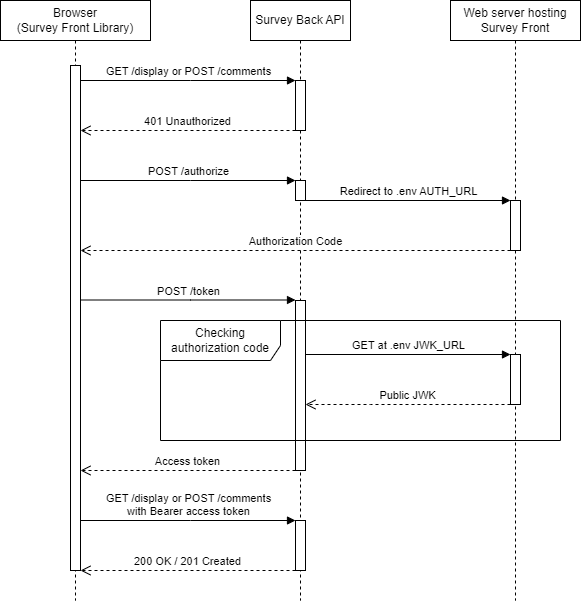 Browser
(Survey Front Library)
Survey Back API
Web server hosting
Survey Front
GET /display or POST /comments
401 Unauthorized
POST /authorize
Redirect to .env AUTH_URL
Authorization Code
POST /token
Checking
authorization code
GET at .env JWK_URL
Public JWK
Access token
GET /display or POST /comments
with Bearer access token
200 OK / 201 Created